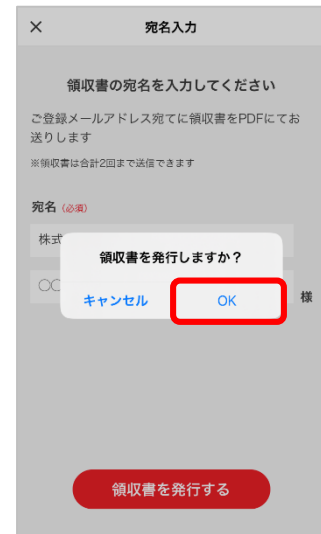 × 宛名入力
領収書の宛名を入力してください
ご登録メールアドレス宛てに領収書をPDFにてお
送りします
※領収書は合計2回まで送信できます
宛名 (必須)
株式
領収書を発行しますか？
〇〇
様
キャンセル OK
領収書を発行する